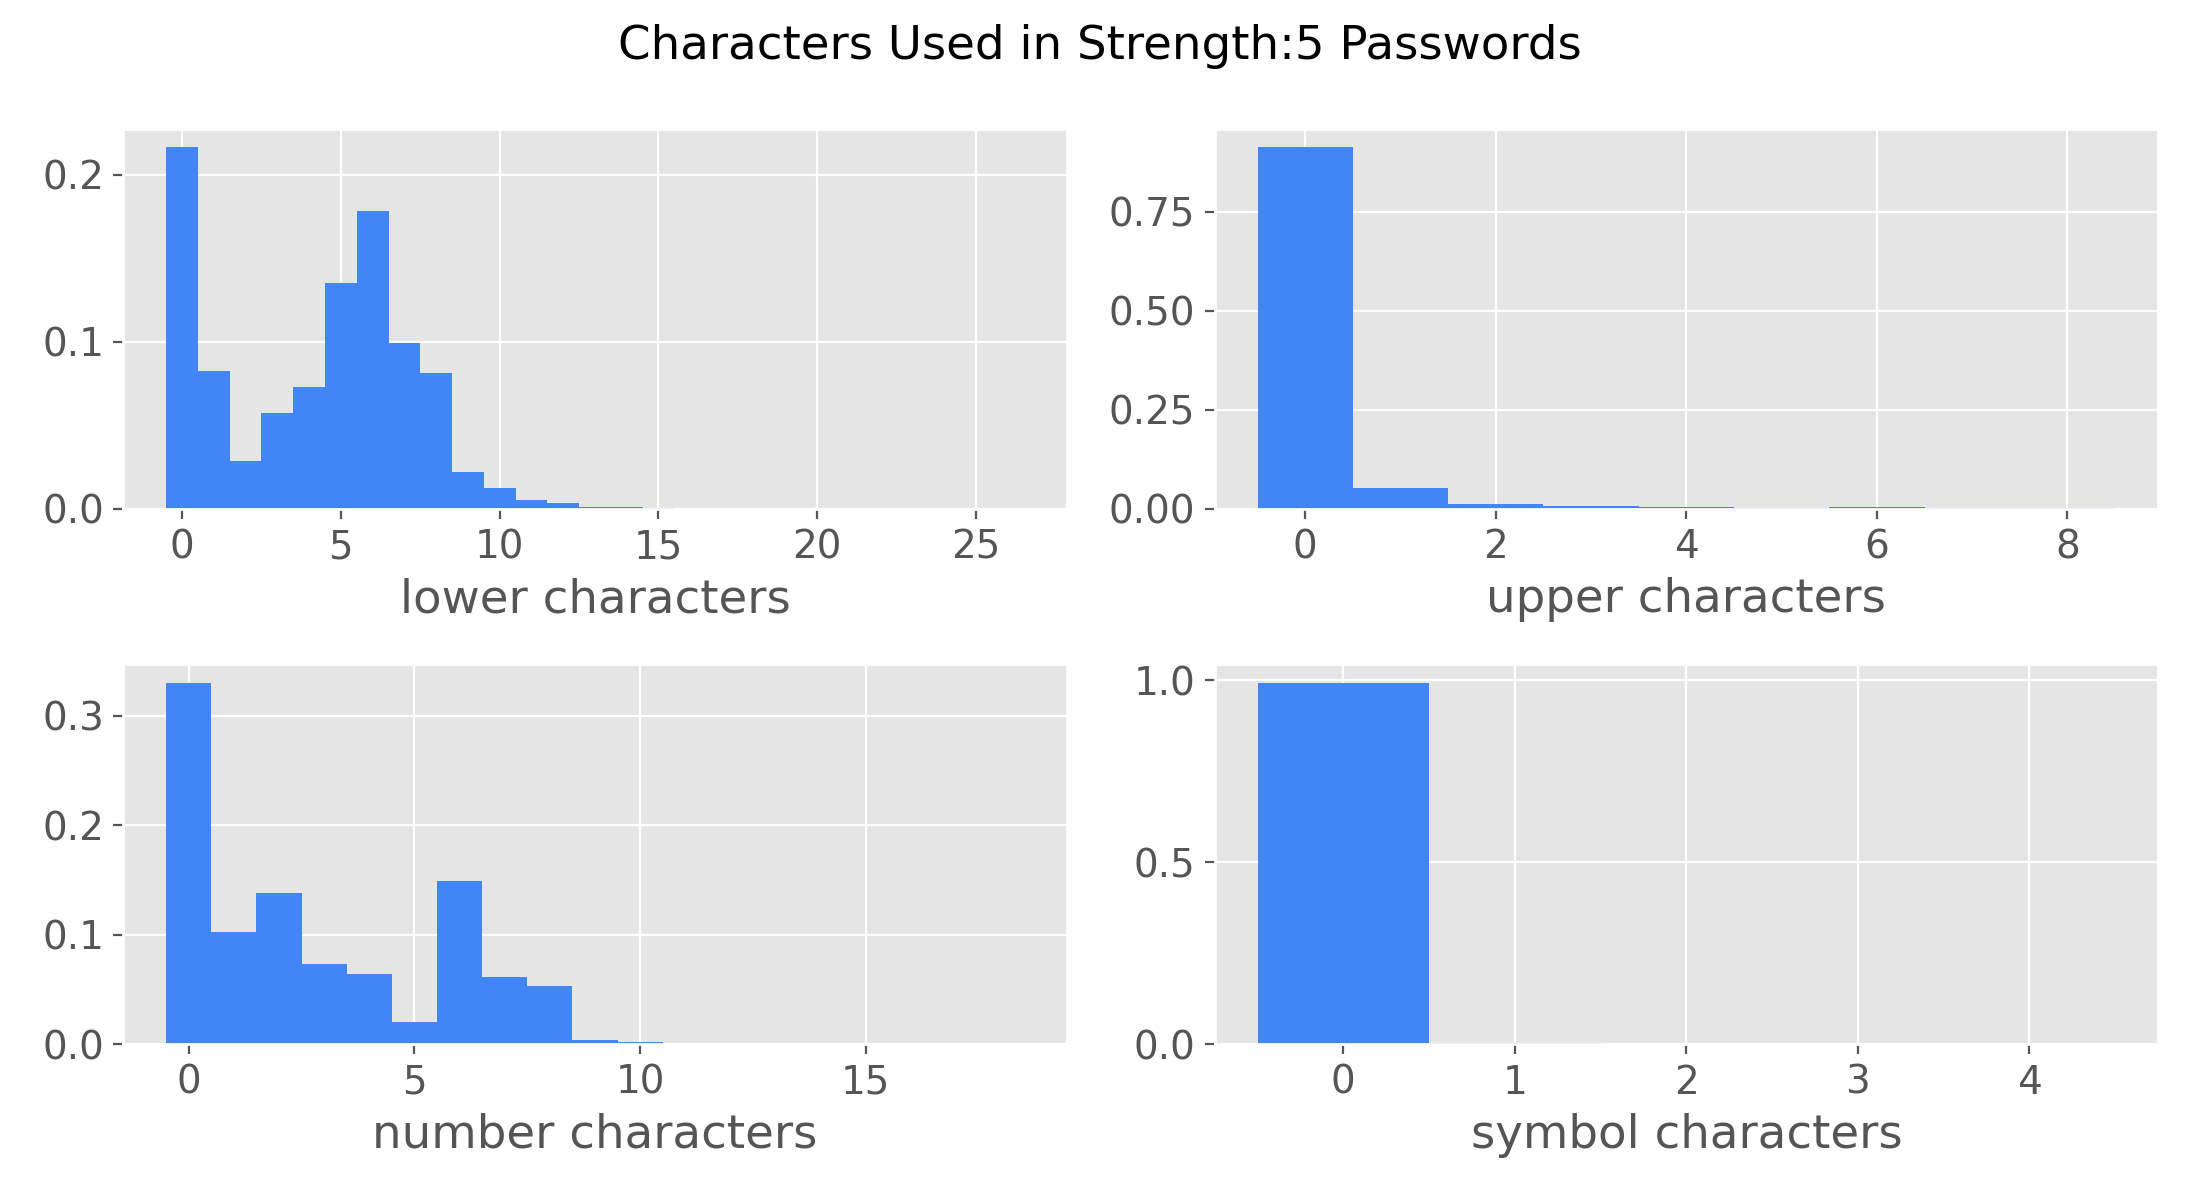 Characters Used in Strength:5 Passwords
0.2
0.1
0.0
0 5 10 15 20 25
lower characters
0.75
0.50
0.25
0.00
0 2 4 6 8
upper characters
0.3
0.2
0.1
0.0
0 5 10 15
number characters
1.0
0.5
0.0
0 1 2 3 4
symbol characters